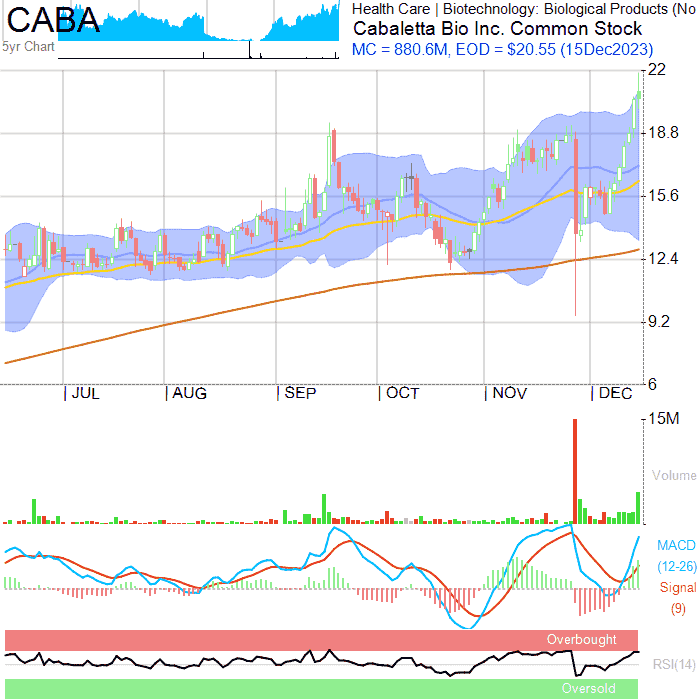 CABA
5yr Chart
Health Care | Biotechnology: Biological Products (No
Cabaletta Bio Inc. Common Stock
MC = 880.6M, EOD = $20.55 (15Dec2023)
22
18.8
15.6
12.4
9.2
6
JUL
AUG
SEP
OCT
NOV
DEC
15M
Volume
MACD
(12-26)
Signal
(9)
Overbought
RSI(14)
Oversold